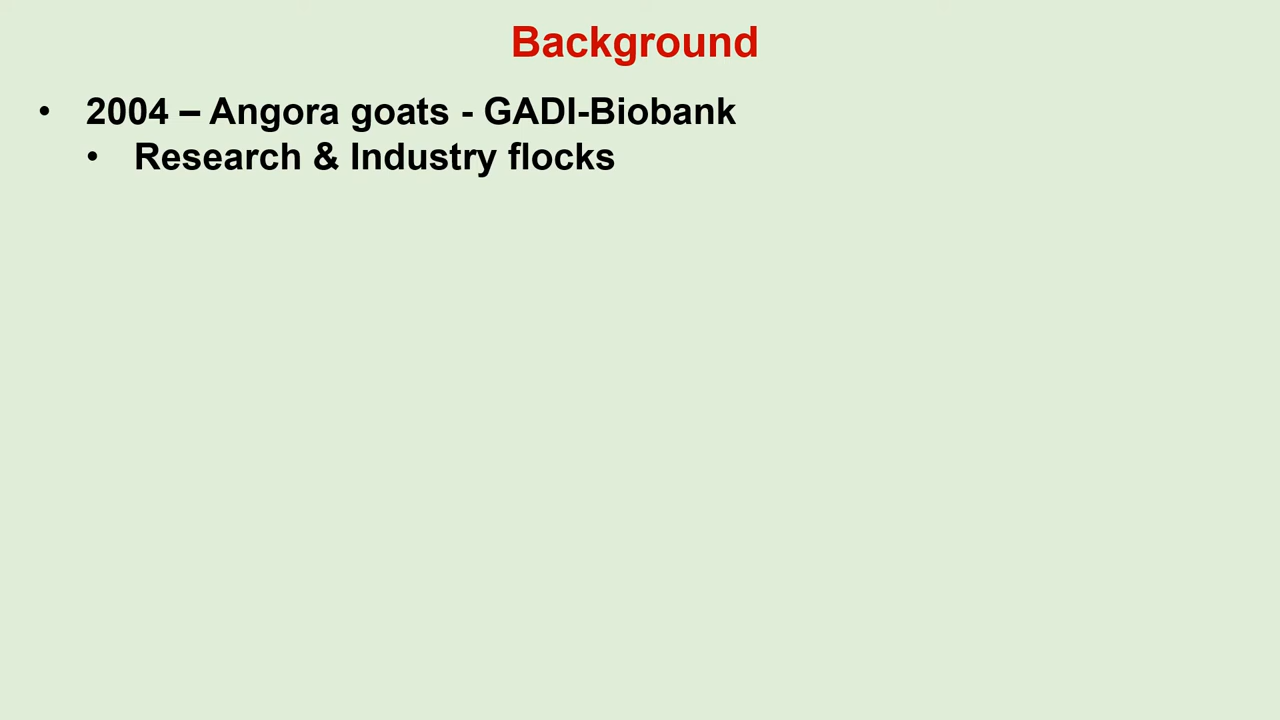 Background
• 2004 – Angora goats - GADI-Biobank
• Research & Industry flocks